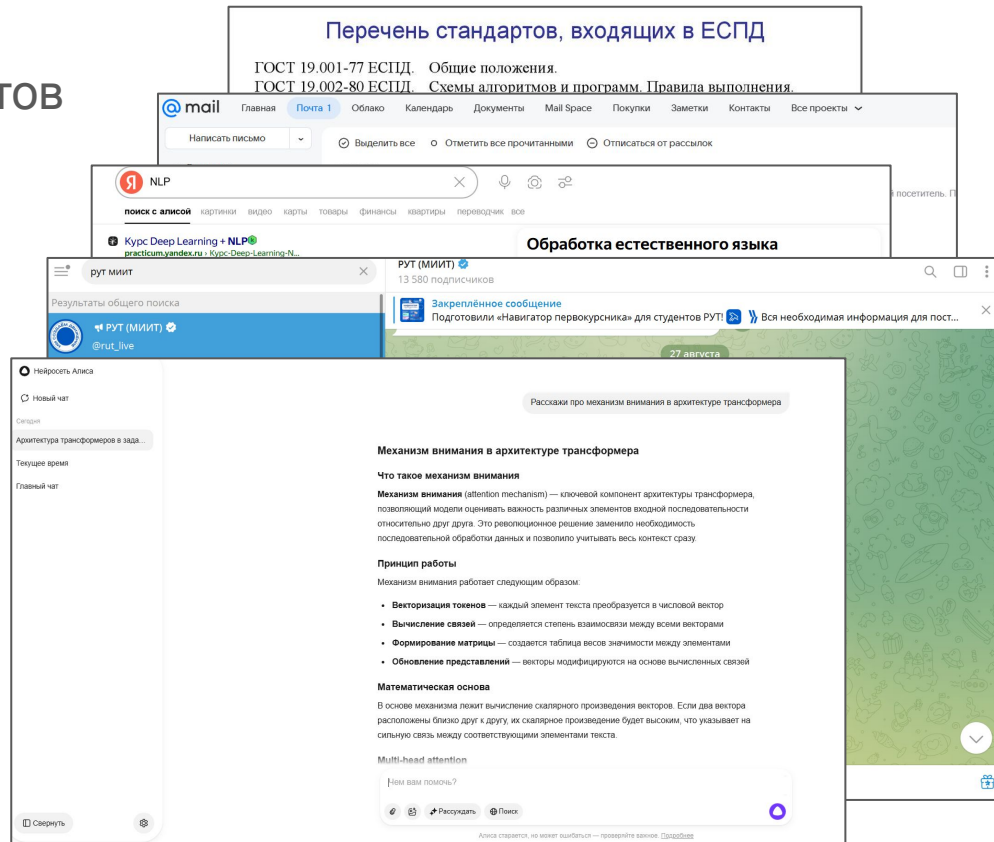 тов
Перечень стандартов, входящих в ЕСПД
ГОСТ 19.001-77 ЕСПД. Общие положения.
ГОСТ 19.002-80 ЕСПД. Схемы алгоритмов и программ. Правила выполнения.
@mail Главная Почта 1 Облако Календарь Документы Mail Space Покупки Заметки Контакты Все проекты
Написать письмо Выделить все Отметить все прочитанными Отписаться от рассылок
Я NLP
й посетитель. П
поиск с алисой картинки видео карты товары финансы квартиры переводчик все
Курс Deep Learning + NLP
practicum.yandex.ru › Курс-Deep-Learning-N...
Обработка естественного языка
рут миит
РУТ (МИИТ)
13 580 подписчиков
Результаты общего поиска
РУТ (МИИТ)
@rut_live
Закреплённое сообщение
Подготовили «Навигатор первокурсника» для студентов РУТ! Вся необходимая информация для пост...
27 августа
Нейросеть Алиса
Новый чат
Сегодня
Архитектура трансформеров в зада...
Текущее время
Главный чат
Расскажи про механизм внимания в архитектуре трансформера
Механизм внимания в архитектуре трансформера
Что такое механизм внимания
Механизм внимания (attention mechanism) — ключевой компонент архитектуры трансформера,
позволяющий модели оценивать важность различных элементов входной последовательности
относительно друг друга. Это революционное решение заменило необходимость
последовательной обработки данных и позволило учитывать весь контекст сразу.
Принцип работы
Механизм внимания работает следующим образом:
• Векторизация токенов — каждый элемент текста преобразуется в числовой вектор
• Вычисление связей — определяется степень взаимосвязи между всеми векторами
• Формирование матрицы — создается таблица весов значимости между элементами
• Обновление представлений — векторы модифицируются на основе вычисленных связей
Математическая основа
В основе механизма лежит вычисление скалярного произведения векторов. Если два вектора
расположены близко друг к другу, их скалярное произведение будет высоким, что указывает на
сильную связь между соответствующими элементами текста.
Multi-head attention
Чем вам помочь?
Рассуждать Поиск
Свернуть
Алиса старается, но может ошибаться — проверяйте важное. Подробнее